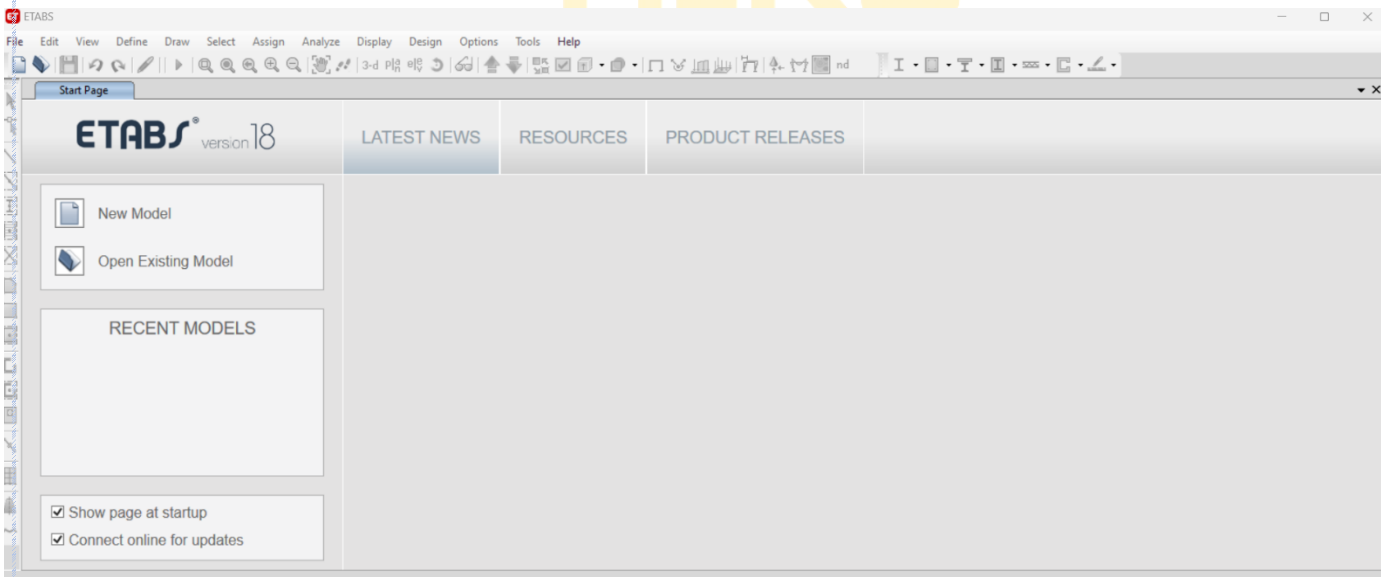 ETABS
File Edit View Define Draw Select Assign Analyze Display Design Options Tools Help
3-d nd
Start Page
ETABS® version 18
LATEST NEWS RESOURCES PRODUCT RELEASES
New Model
Open Existing Model
RECENT MODELS
Show page at startup
Connect online for updates